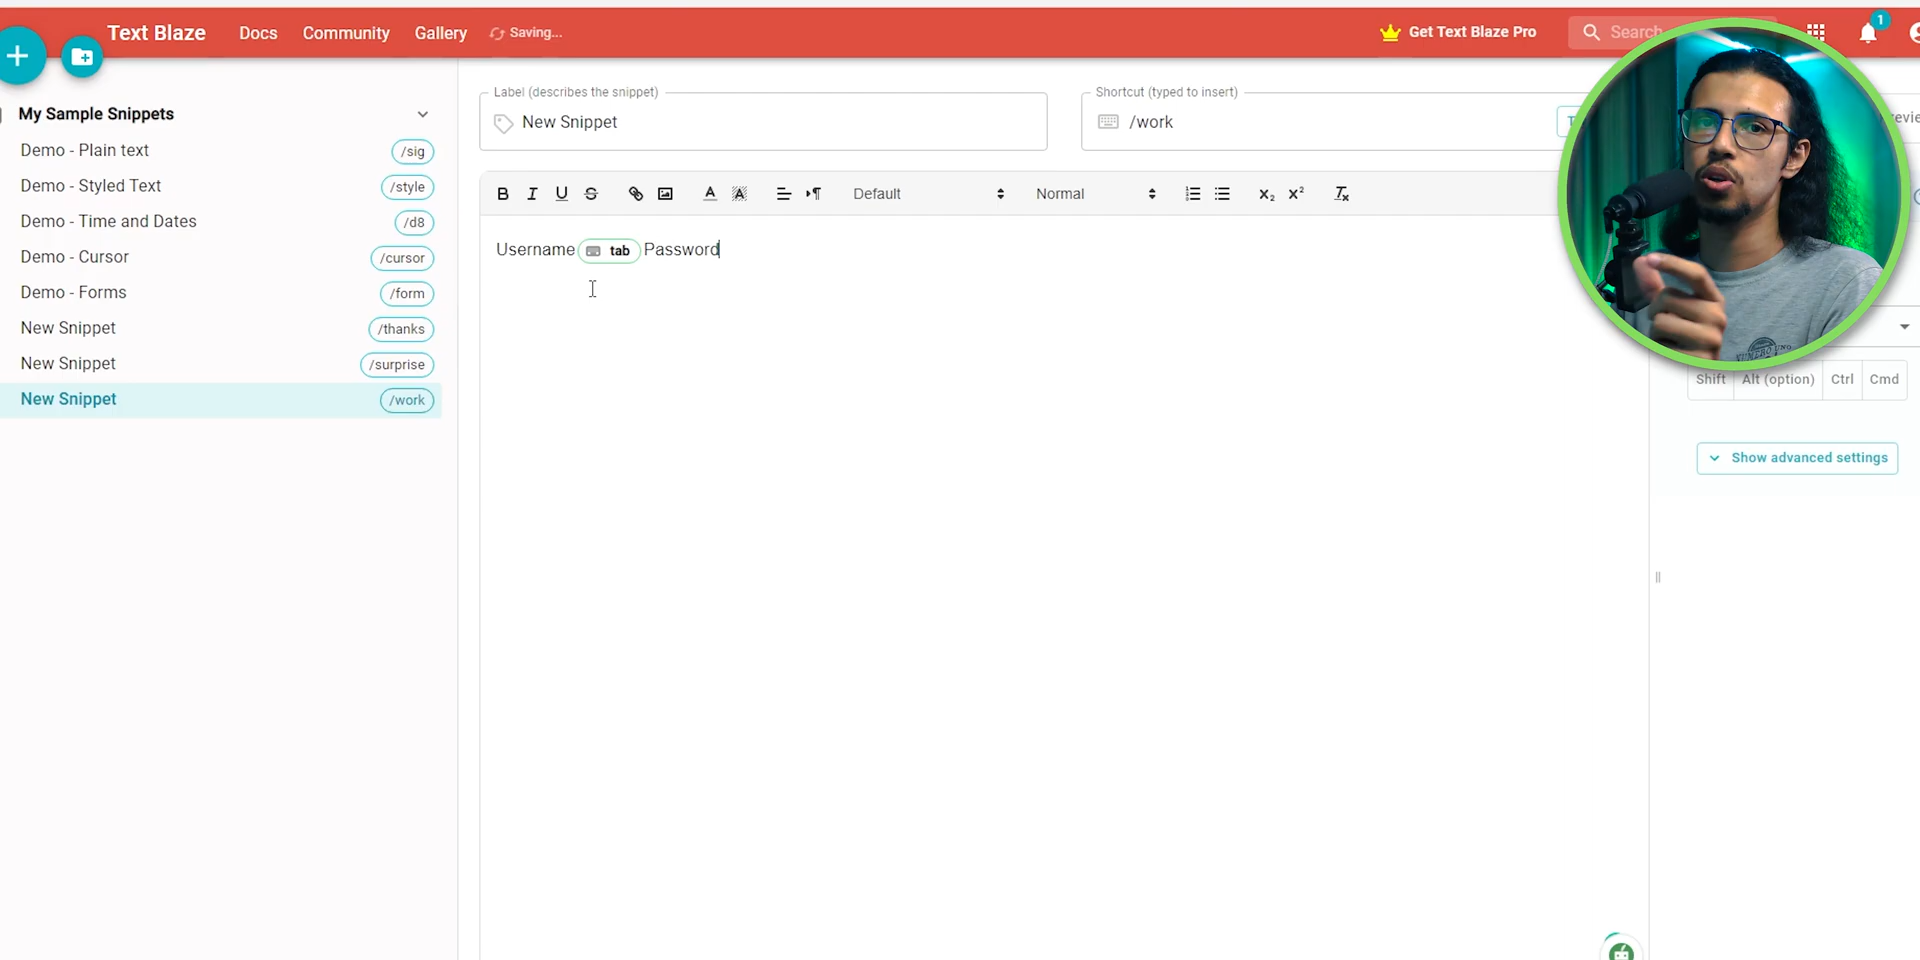 Text Blaze Docs Community Gallery Saving... Get Text Blaze Pro Search 1
My Sample Snippets
Demo - Plain text /sig
Demo - Styled Text /style
Demo - Time and Dates /d8
Demo - Cursor /cursor
Demo - Forms /form
New Snippet /thanks
New Snippet /surprise
New Snippet /work
Label (describes the snippet)
New Snippet
Shortcut (typed to insert)
/work
B I U S A A Default Normal X₂ X² Tx
Username tab Password
Shift Alt (option) Ctrl Cmd
Show advanced settings